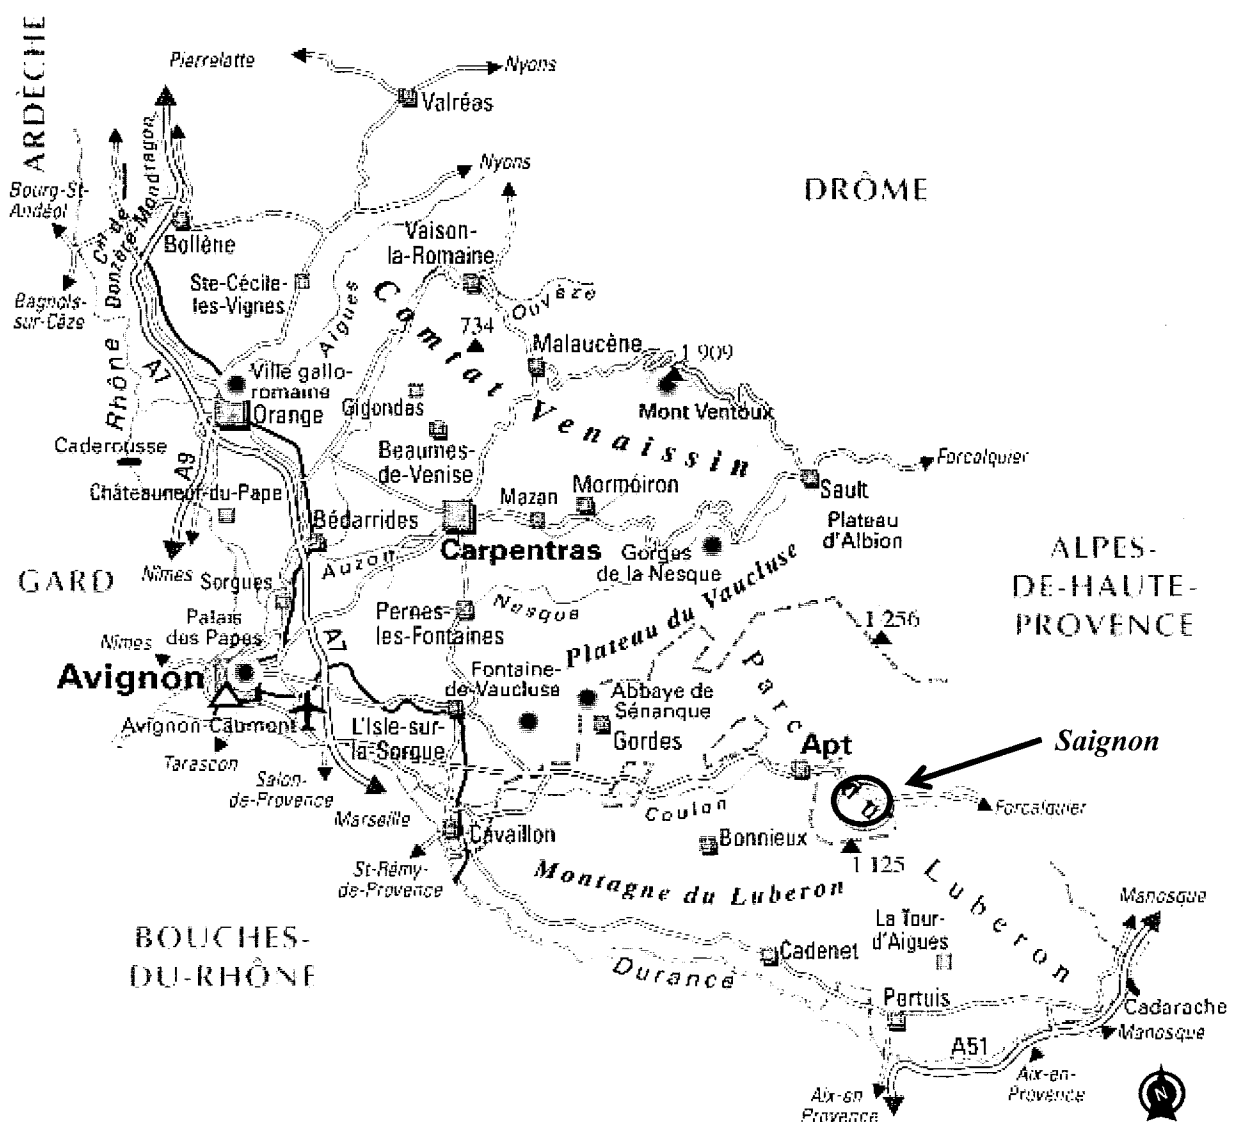 ARDÈCHE
Pierrelatte
Nyons
Valréas
Nyons
DRÔME
Bourg-St-
Andéol
Cᵃˡ de
Donzère-Mondragon
Bollène
Vaison-
la-Romaine
Ste-Cécile-
les-Vignes
Bagnols-
sur-Cèze
Aigues
Ouvèze
Comtat Venaissin
734
Malaucène
1 909
Mont Ventoux
Rhône
A7
Ville gallo-
romaine
Orange
Gigondas
Beaumes-
de-Venise
Caderousse
A9
Châteauneuf-du-Pape
Forcalquier
Sault
Plateau
d'Albion
Mazan
Mormoiron
Bédarrides
Carpentras
Gorges
de la Nesque
Auzon
ALPES-
DE-HAUTE-
PROVENCE
GARD
Nîmes
Sorgues
Palais
des Papes
Pernes-
les-Fontaines
Nesque
Plateau du Vaucluse
1 256
Nîmes
A7
Avignon
Fontaine-
de-Vaucluse
Abbaye de
Sénanque
Gordes
Parc
du
Luberon
Avignon-Caumont
L'Isle-sur-
la-Sorgue
Apt
Saignon
Tarascon
Salon-
de-Provence
Marseille
Coulon
Forcalquier
Cavaillon
Bonnieux
1 125
St-Rémy-
de-Provence
Montagne du Luberon
Manosque
La Tour-
d'Aigues
BOUCHES-
DU-RHÔNE
Cadenet
Durance
Pertuis
Cadarache
Manosque
A51
Aix-en-
Provence
Aix-en
Provence
N